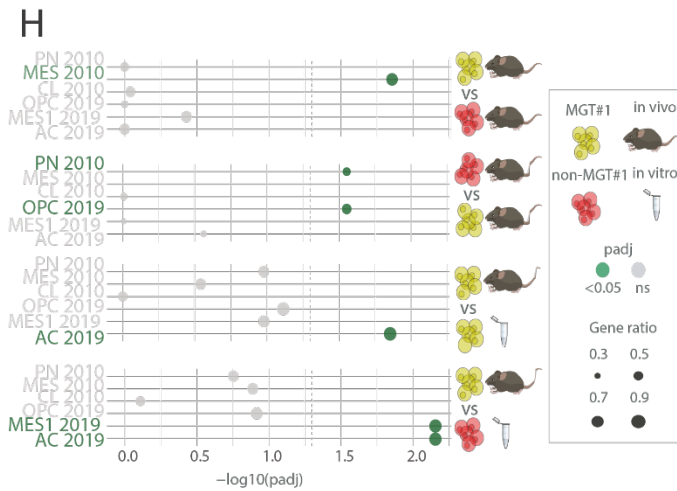 H
PN 2010
MES 2010
CL 2010
OPC 2019
MES1 2019
AC 2019
VS
PN 2010
MES 2010
CL 2010
OPC 2019
MES1 2019
AC 2019
VS
PN 2010
MES 2010
CL 2010
OPC 2019
MES1 2019
AC 2019
VS
PN 2010
MES 2010
CL 2010
OPC 2019
MES1 2019
AC 2019
VS
0.0 0.5 1.0 1.5 2.0
−log10(padj)
MGT#1 in vivo
non-MGT#1 in vitro
padj
<0.05 ns
Gene ratio
0.3 0.5
0.7 0.9